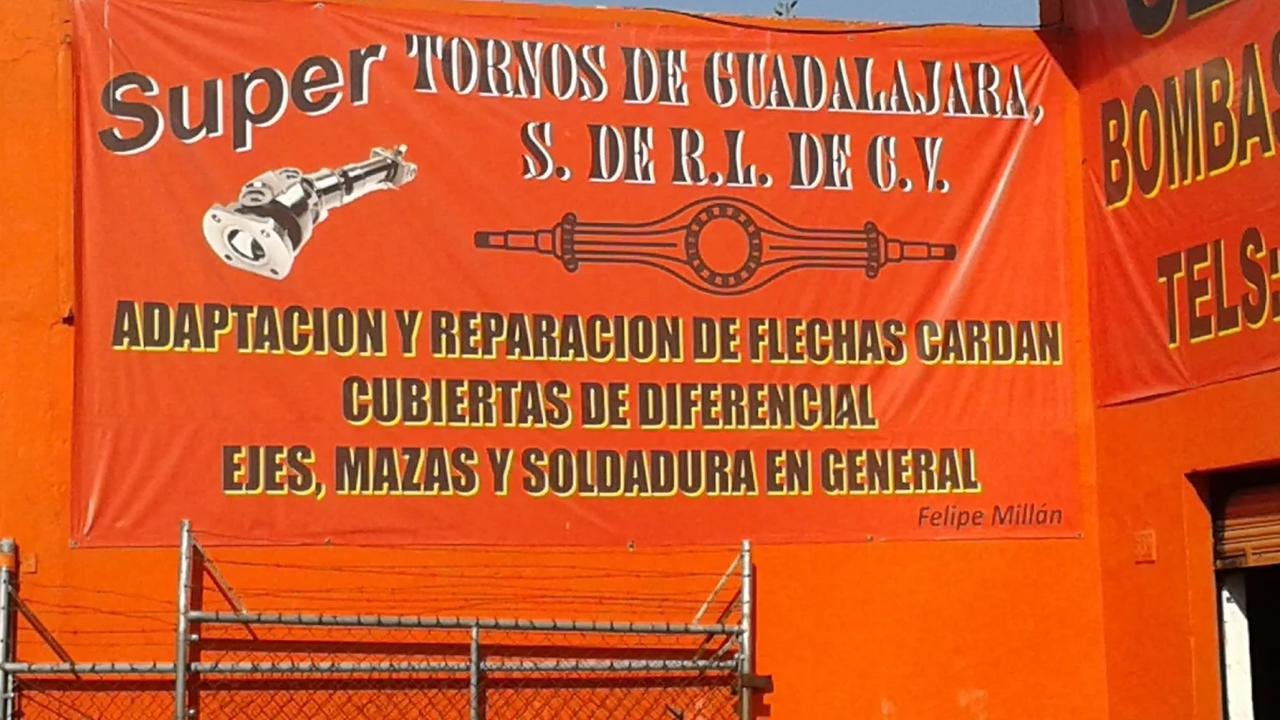 Super TORNOS DE GUADALAJARA,
S. DE R.L. DE C.V.
ADAPTACION Y REPARACION DE FLECHAS CARDAN
CUBIERTAS DE DIFERENCIAL
EJES, MAZAS Y SOLDADURA EN GENERAL
Felipe Millán
BOMBAS
TELS: